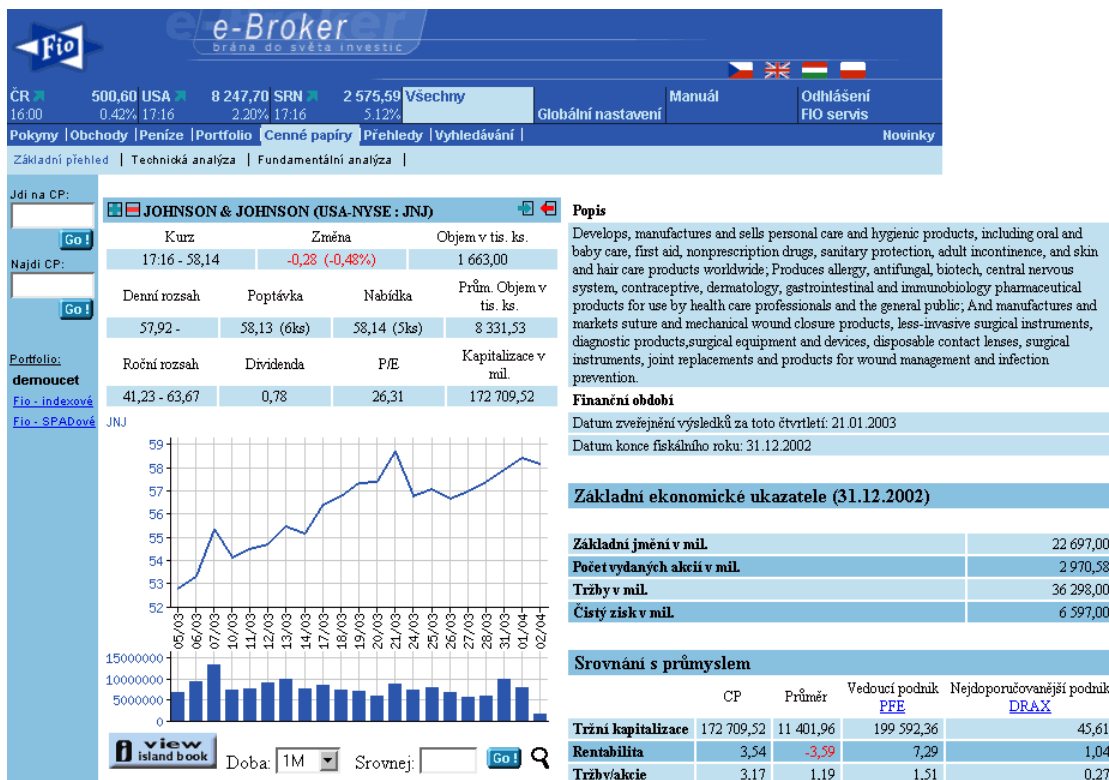 Fio
e-Broker
brána do světa investic
ČR 500,60 USA 8 247,70 SRN 2 575,59 Všechny Manuál Odhlášení
16:00 0.42% 17:16 2.20% 17:16 5.12% Globální nastavení FIO servis
Pokyny | Obchody | Peníze | Portfolio | Cenné papíry | Přehledy | Vyhledávání | Novinky
Základní přehled | Technická analýza | Fundamentální analýza |
Jdi na CP:
Go !
Najdi CP:
Go !
Portfolio:
demoucet
Fio - indexové
Fio - SPADové
JOHNSON & JOHNSON (USA-NYSE : JNJ)
Kurz Změna Objem v tis. ks.
17:16 - 58,14 -0,28 (-0,48%) 1 663,00
Denní rozsah Poptávka Nabídka Prům. Objem v
tis. ks.
57,92 - 58,13 (6ks) 58,14 (5ks) 8 331,53
Roční rozsah Dividenda P/E Kapitalizace v
mil.
41,23 - 63,67 0,78 26,31 172 709,52
JNJ
59
58
57
56
55
54
53
52
05/03 06/03 07/03 10/03 11/03 12/03 13/03 14/03 17/03 18/03 19/03 20/03 21/03 24/03 25/03 26/03 27/03 28/03 31/03 01/04 02/04
15000000
10000000
5000000
0
view
island book
Doba: 1M Srovnej: Go !
Popis
Develops, manufactures and sells personal care and hygienic products, including oral and
baby care, first aid, nonprescription drugs, sanitary protection, adult incontinence, and skin
and hair care products worldwide; Produces allergy, antifungal, biotech, central nervous
system, contraceptive, dermatology, gastrointestinal and immunobiology pharmaceutical
products for use by health care professionals and the general public; And manufactures and
markets suture and mechanical wound closure products, less-invasive surgical instruments,
diagnostic products,surgical equipment and devices, disposable contact lenses, surgical
instruments, joint replacements and products for wound management and infection
prevention.
Finanční období
Datum zveřejnění výsledků za toto čtvrtletí: 21.01.2003
Datum konce fiskálního roku: 31.12.2002
Základní ekonomické ukazatele (31.12.2002)
Základní jmění v mil. 22 697,00
Počet vydaných akcií v mil. 2 970,58
Tržby v mil. 36 298,00
Čistý zisk v mil. 6 597,00
Srovnání s průmyslem
CP Průměr Vedoucí podnik Nejdoporučovanější podnik
PFE DRAX
Tržní kapitalizace 172 709,52 11 401,96 199 592,36 45,61
Rentabilita 3,54 -3,59 7,29 1,04
Tržby/akcie 3,17 1,19 1,51 0,27